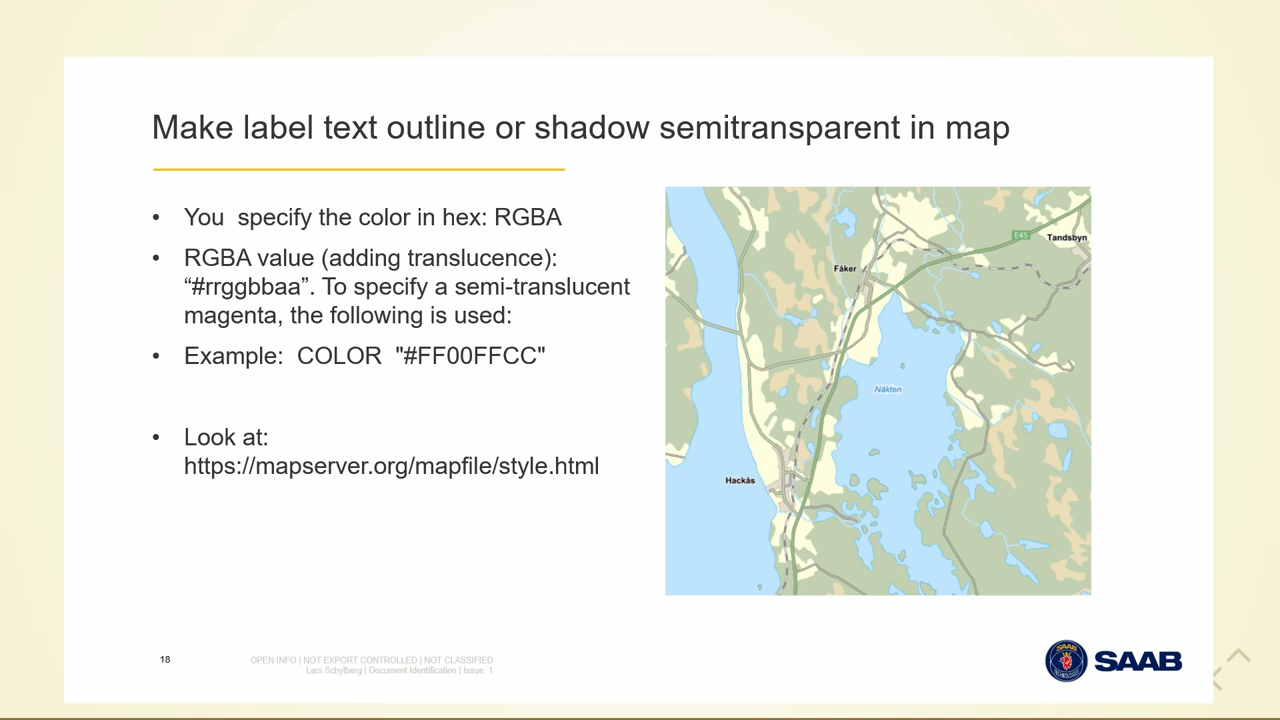 Make label text outline or shadow semitransparent in map
• You  specify the color in hex: RGBA
• RGBA value (adding translucence):
“#rrggbbaa”. To specify a semi-translucent
magenta, the following is used:
• Example:  COLOR  "#FF00FFCC"
• Look at:
https://mapserver.org/mapfile/style.html
E45
Tandsbyn
Fåker
Näkten
Hackås
18
OPEN INFO | NOT EXPORT CONTROLLED | NOT CLASSIFIED
Lars Schylberg | Document Identification | Issue  1
SAAB
SAAB
TECHNOLOGIES